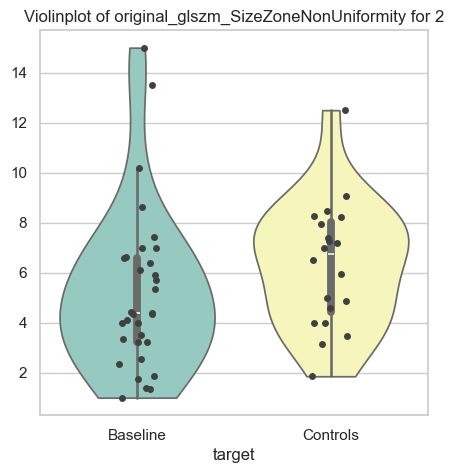 Violinplot of original_glszm_SizeZoneNonUniformity for 2
14
12
10
8
6
4
2
Baseline Controls
target